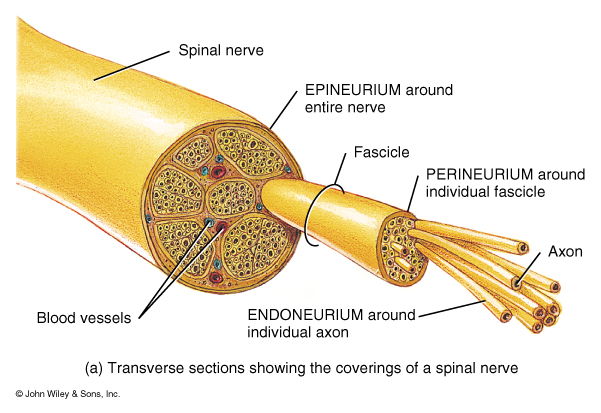 Spinal nerve
EPINEURIUM around
entire nerve
Fascicle
PERINEURIUM around
individual fascicle
Axon
Blood vessels
ENDONEURIUM around
individual axon
(a) Transverse sections showing the coverings of a spinal nerve
© John Wiley & Sons, Inc.